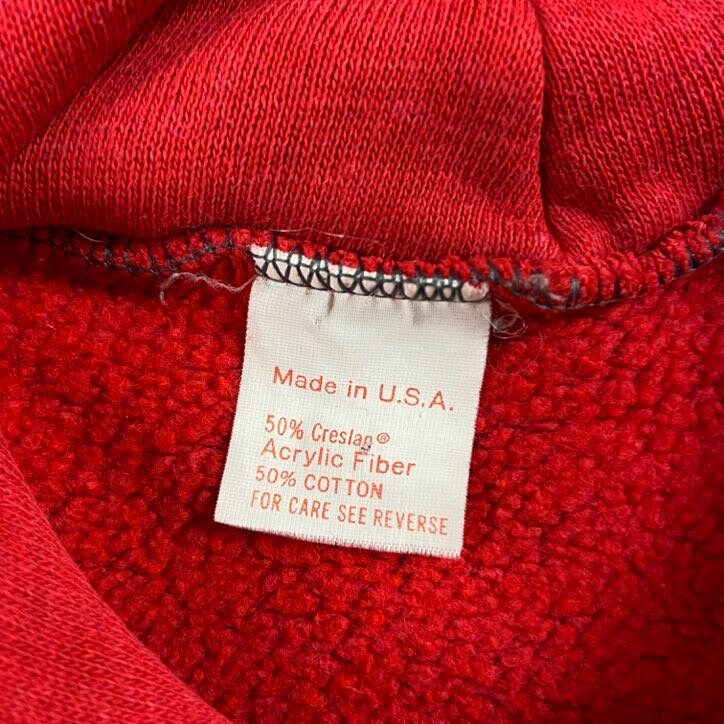 Made in U.S.A.
50% Creslan®
Acrylic Fiber
50% COTTON
FOR CARE SEE REVERSE